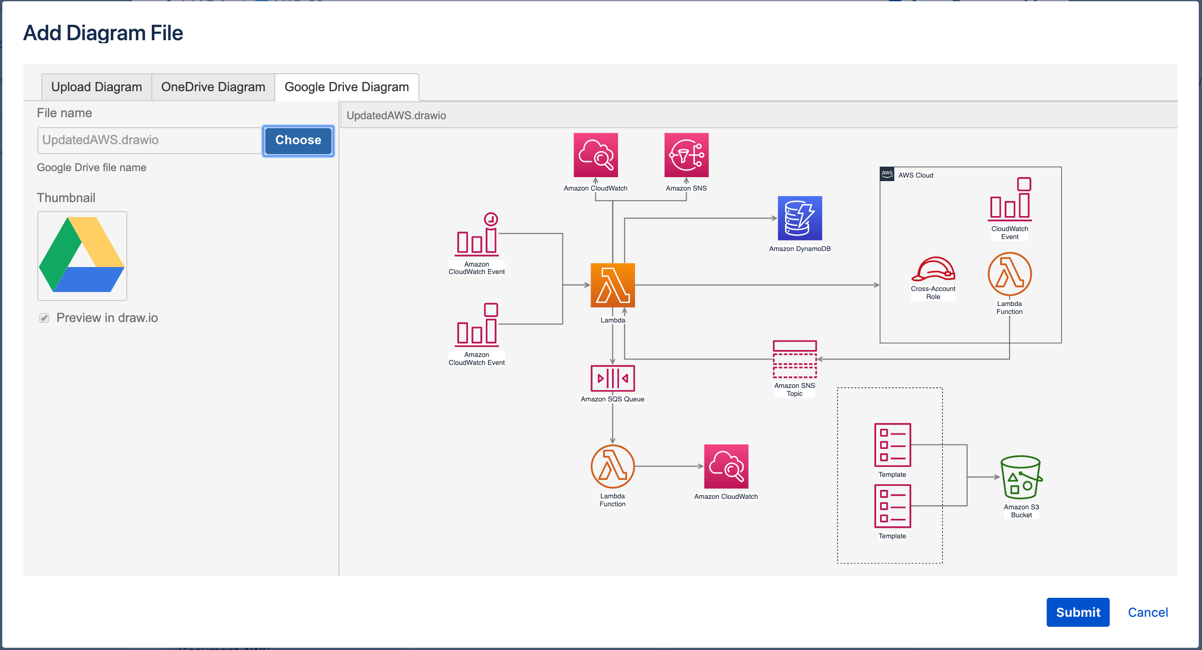 Add Diagram File
Upload Diagram
OneDrive Diagram
Google Drive Diagram
File name
UpdatedAWS.drawio
Choose
Google Drive file name
Thumbnail
Preview in draw.io
UpdatedAWS.drawio
Amazon CloudWatch
Amazon SNS
aws
AWS Cloud
CloudWatch
Event
Amazon DynamoDB
Amazon
CloudWatch Event
Cross-Account
Role
Lambda
Function
Lambda
Amazon
CloudWatch Event
Amazon SNS
Topic
Amazon SQS Queue
Lambda
Function
Amazon CloudWatch
Template
Template
Amazon S3
Bucket
Submit
Cancel